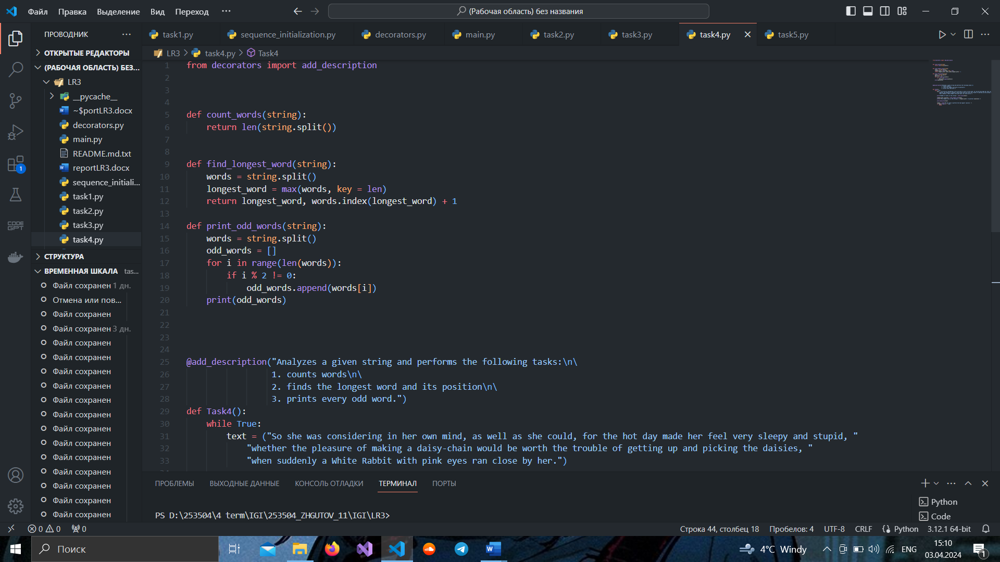 Файл Правка Выделение Вид Переход ··· (Рабочая область) без названия
ПРОВОДНИК ···
task1.py sequence_initialization.py decorators.py main.py task2.py task3.py task4.py task5.py
ОТКРЫТЫЕ РЕДАКТОРЫ
(РАБОЧАЯ ОБЛАСТЬ) БЕЗ...
LR3
__pycache__
~$portLR3.docx
decorators.py
main.py
README.md.txt
reportLR3.docx
sequence_initiali...
task1.py
task2.py
task3.py
task4.py
СТРУКТУРА
ВРЕМЕННАЯ ШКАЛА tas...
Файл сохранен 1 дн.
Отмена или пов...
Файл сохранен
Файл сохранен 3 дн.
Файл сохранен
Файл сохранен
Файл сохранен
Файл сохранен
Файл сохранен
Файл сохранен
Файл сохранен
Файл сохранен
Файл сохранен
Файл сохранен
Файл сохранен
Файл сохранен
Файл сохранен
1
CODE
GPT
LR3 > task4.py > Task4
1 from decorators import add_description
2
3
4
5 def count_words(string):
6 return len(string.split())
7
8
9 def find_longest_word(string):
10 words = string.split()
11 longest_word = max(words, key = len)
12 return longest_word, words.index(longest_word) + 1
13
14 def print_odd_words(string):
15 words = string.split()
16 odd_words = []
17 for i in range(len(words)):
18 if i % 2 != 0:
19 odd_words.append(words[i])
20 print(odd_words)
21
22
23
24
25 @add_description("Analyzes a given string and performs the following tasks:\n\
26 1. counts words\n\
27 2. finds the longest word and its position\n\
28 3. prints every odd word.")
29 def Task4():
30 while True:
31 text = ("So she was considering in her own mind, as well as she could, for the hot day made her feel very sleepy and stupid, "
32 "whether the pleasure of making a daisy-chain would be worth the trouble of getting up and picking the daisies, "
33 "when suddenly a White Rabbit with pink eyes ran close by her.")
ПРОБЛЕМЫ ВЫХОДНЫЕ ДАННЫЕ КОНСОЛЬ ОТЛАДКИ ТЕРМИНАЛ ПОРТЫ
PS D:\253504\4 term\IGI\253504_ZHGUTOV_11\IGI\LR3>
Python
Code
0 0 0 Строка 44, столбец 18 Пробелов: 4 UTF-8 CRLF Python 3.12.1 64-bit
Поиск 4°C Windy ENG
15:10
03.04.2024
1